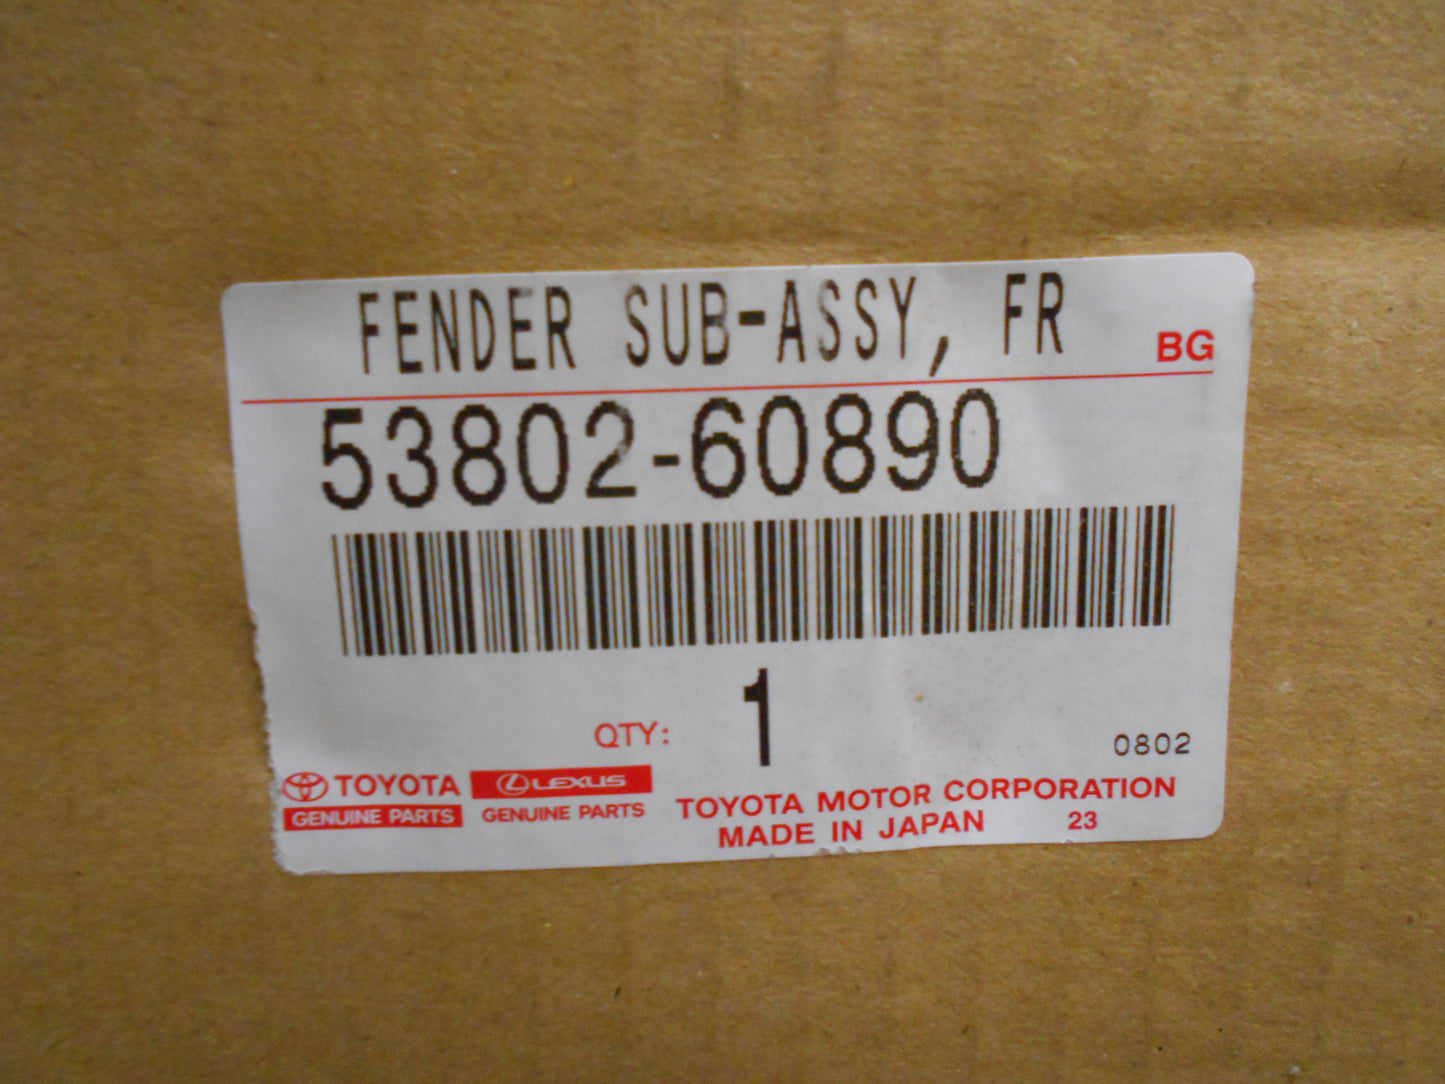 FENDER SUB-ASSY, FR
BG
53802-60890
QTY: 1
0802
TOYOTA
GENUINE PARTS
LEXUS
GENUINE PARTS
TOYOTA MOTOR CORPORATION
MADE IN JAPAN 23